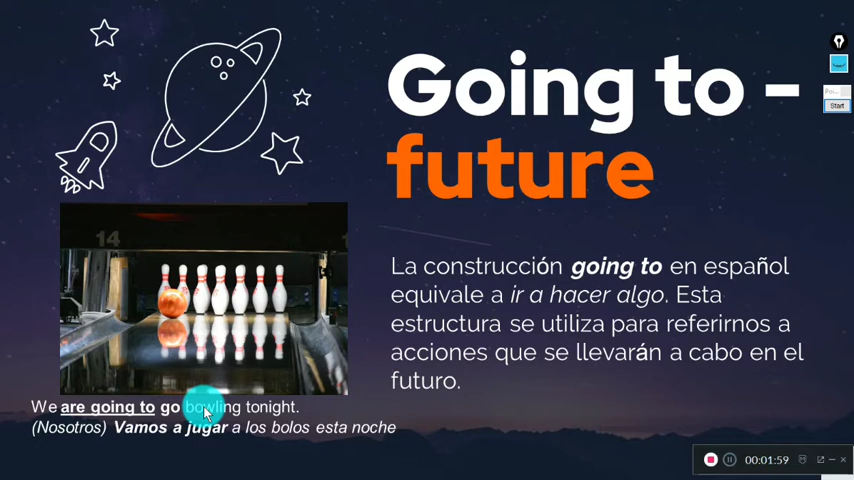 Going to –
future
La construcción going to en español
equivale a ir a hacer algo. Esta
estructura se utiliza para referirnos a
acciones que se llevarán a cabo en el
futuro.
14
We are going to go bowling tonight.
(Nosotros) Vamos a jugar a los bolos esta noche
Start
00:01:59